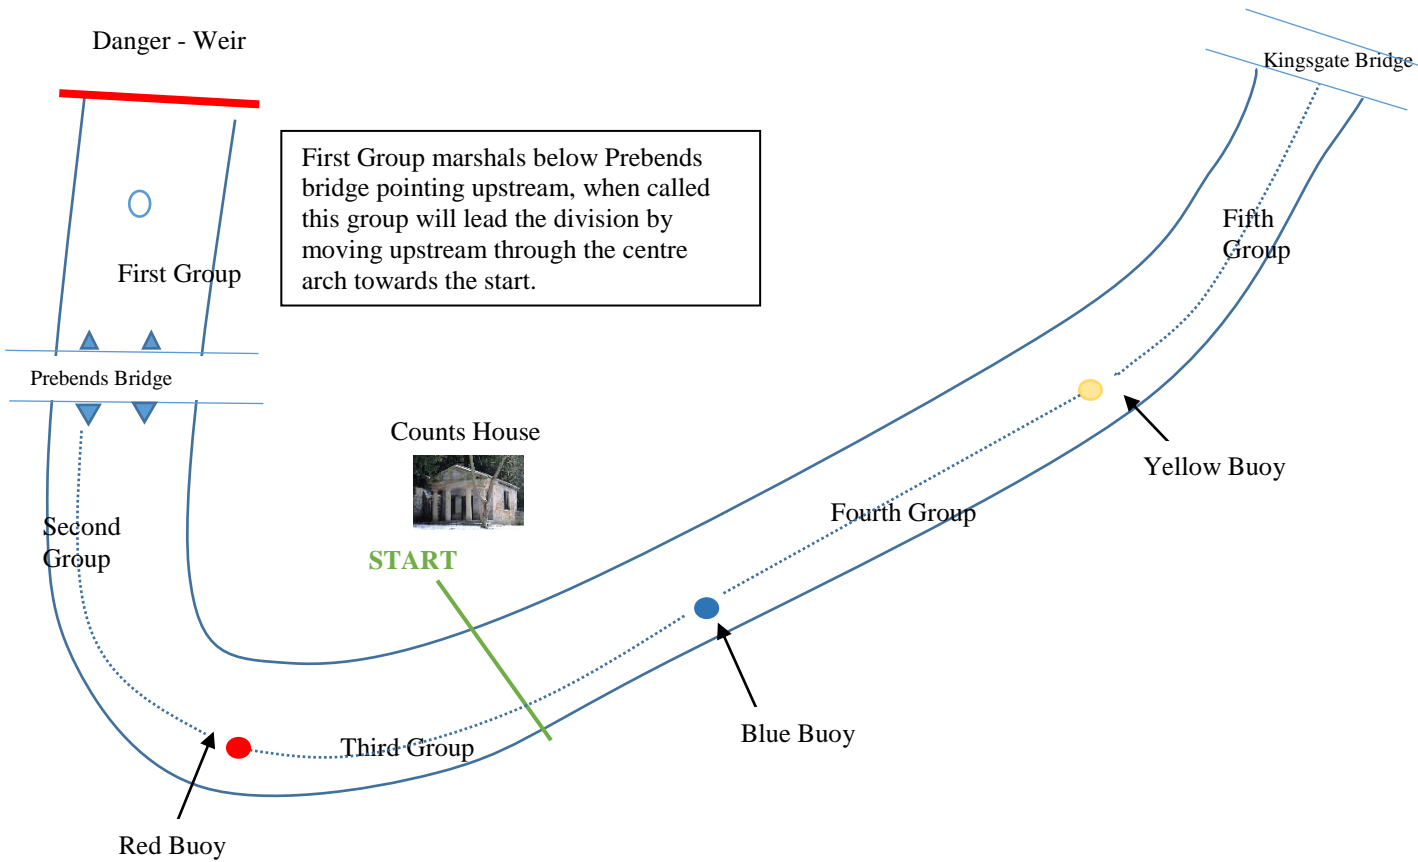 Danger - Weir
Kingsgate Bridge
First Group marshals below Prebends
bridge pointing upstream, when called
this group will lead the division by
moving upstream through the centre
arch towards the start.
Fifth
Group
First Group
Prebends Bridge
Counts House
Yellow Buoy
Fourth Group
Second
Group
START
Blue Buoy
Third Group
Red Buoy